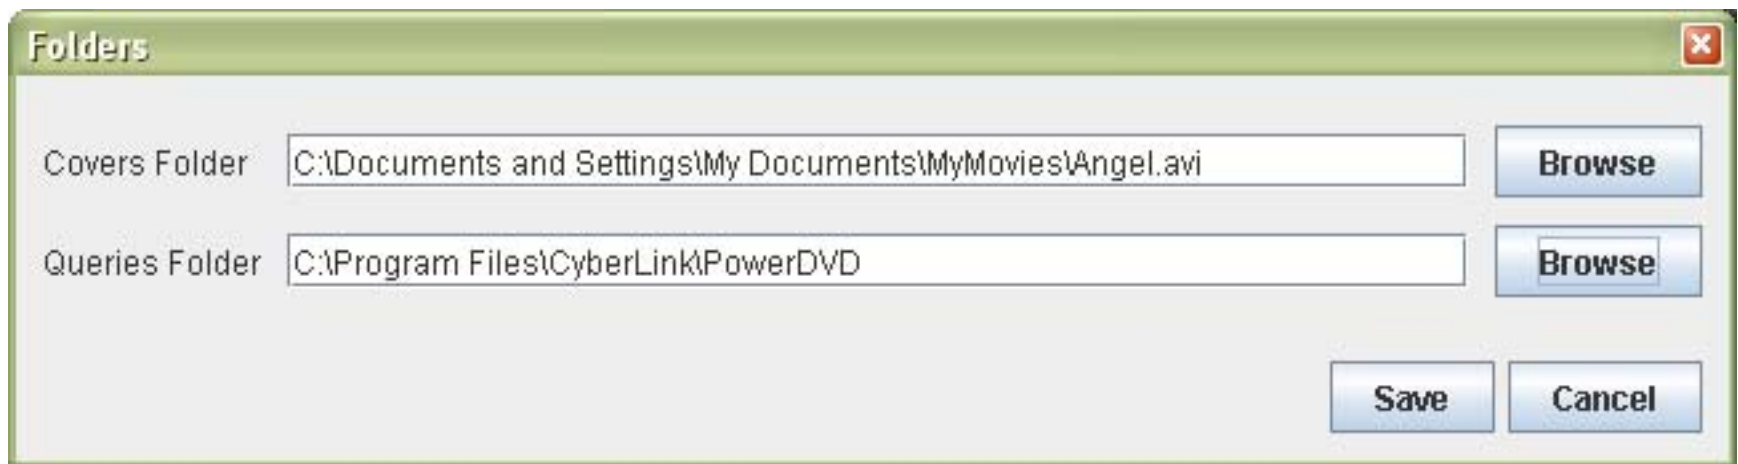 Folders
Covers Folder C:\Documents and Settings\My Documents\MyMovies\Angel.avi Browse
Queries Folder C:\Program Files\CyberLink\PowerDVD Browse
Save Cancel